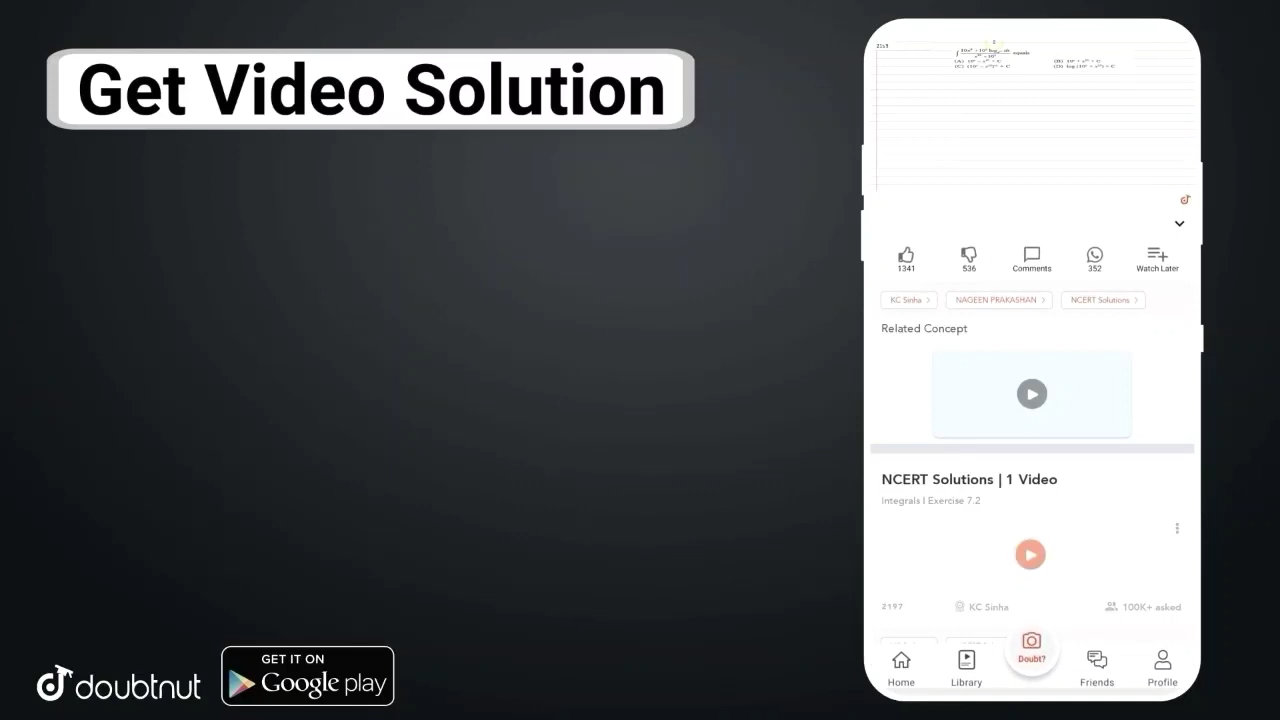 Get Video Solution
equals
1341
536
Comments
352
Watch Later
KC Sinha
NAGEEN PRAKASHAN
NCERT Solutions
Related Concept
NCERT Solutions | 1 Video
Integrals I Exercise 7.2
2197
KC Sinha
100K+ asked
Doubt?
Home
Library
Friends
Profile
doubtnut
GET IT ON
Google play